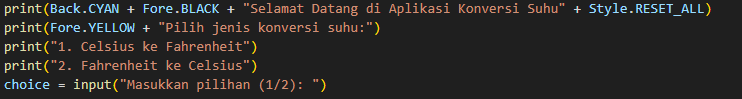 print(Back.CYAN + Fore.BLACK + "Selamat Datang di Aplikasi Konversi Suhu" + Style.RESET_ALL)
print(Fore.YELLOW + "Pilih jenis konversi suhu:")
print("1. Celsius ke Fahrenheit")
print("2. Fahrenheit ke Celsius")
choice = input("Masukkan pilihan (1/2): ")